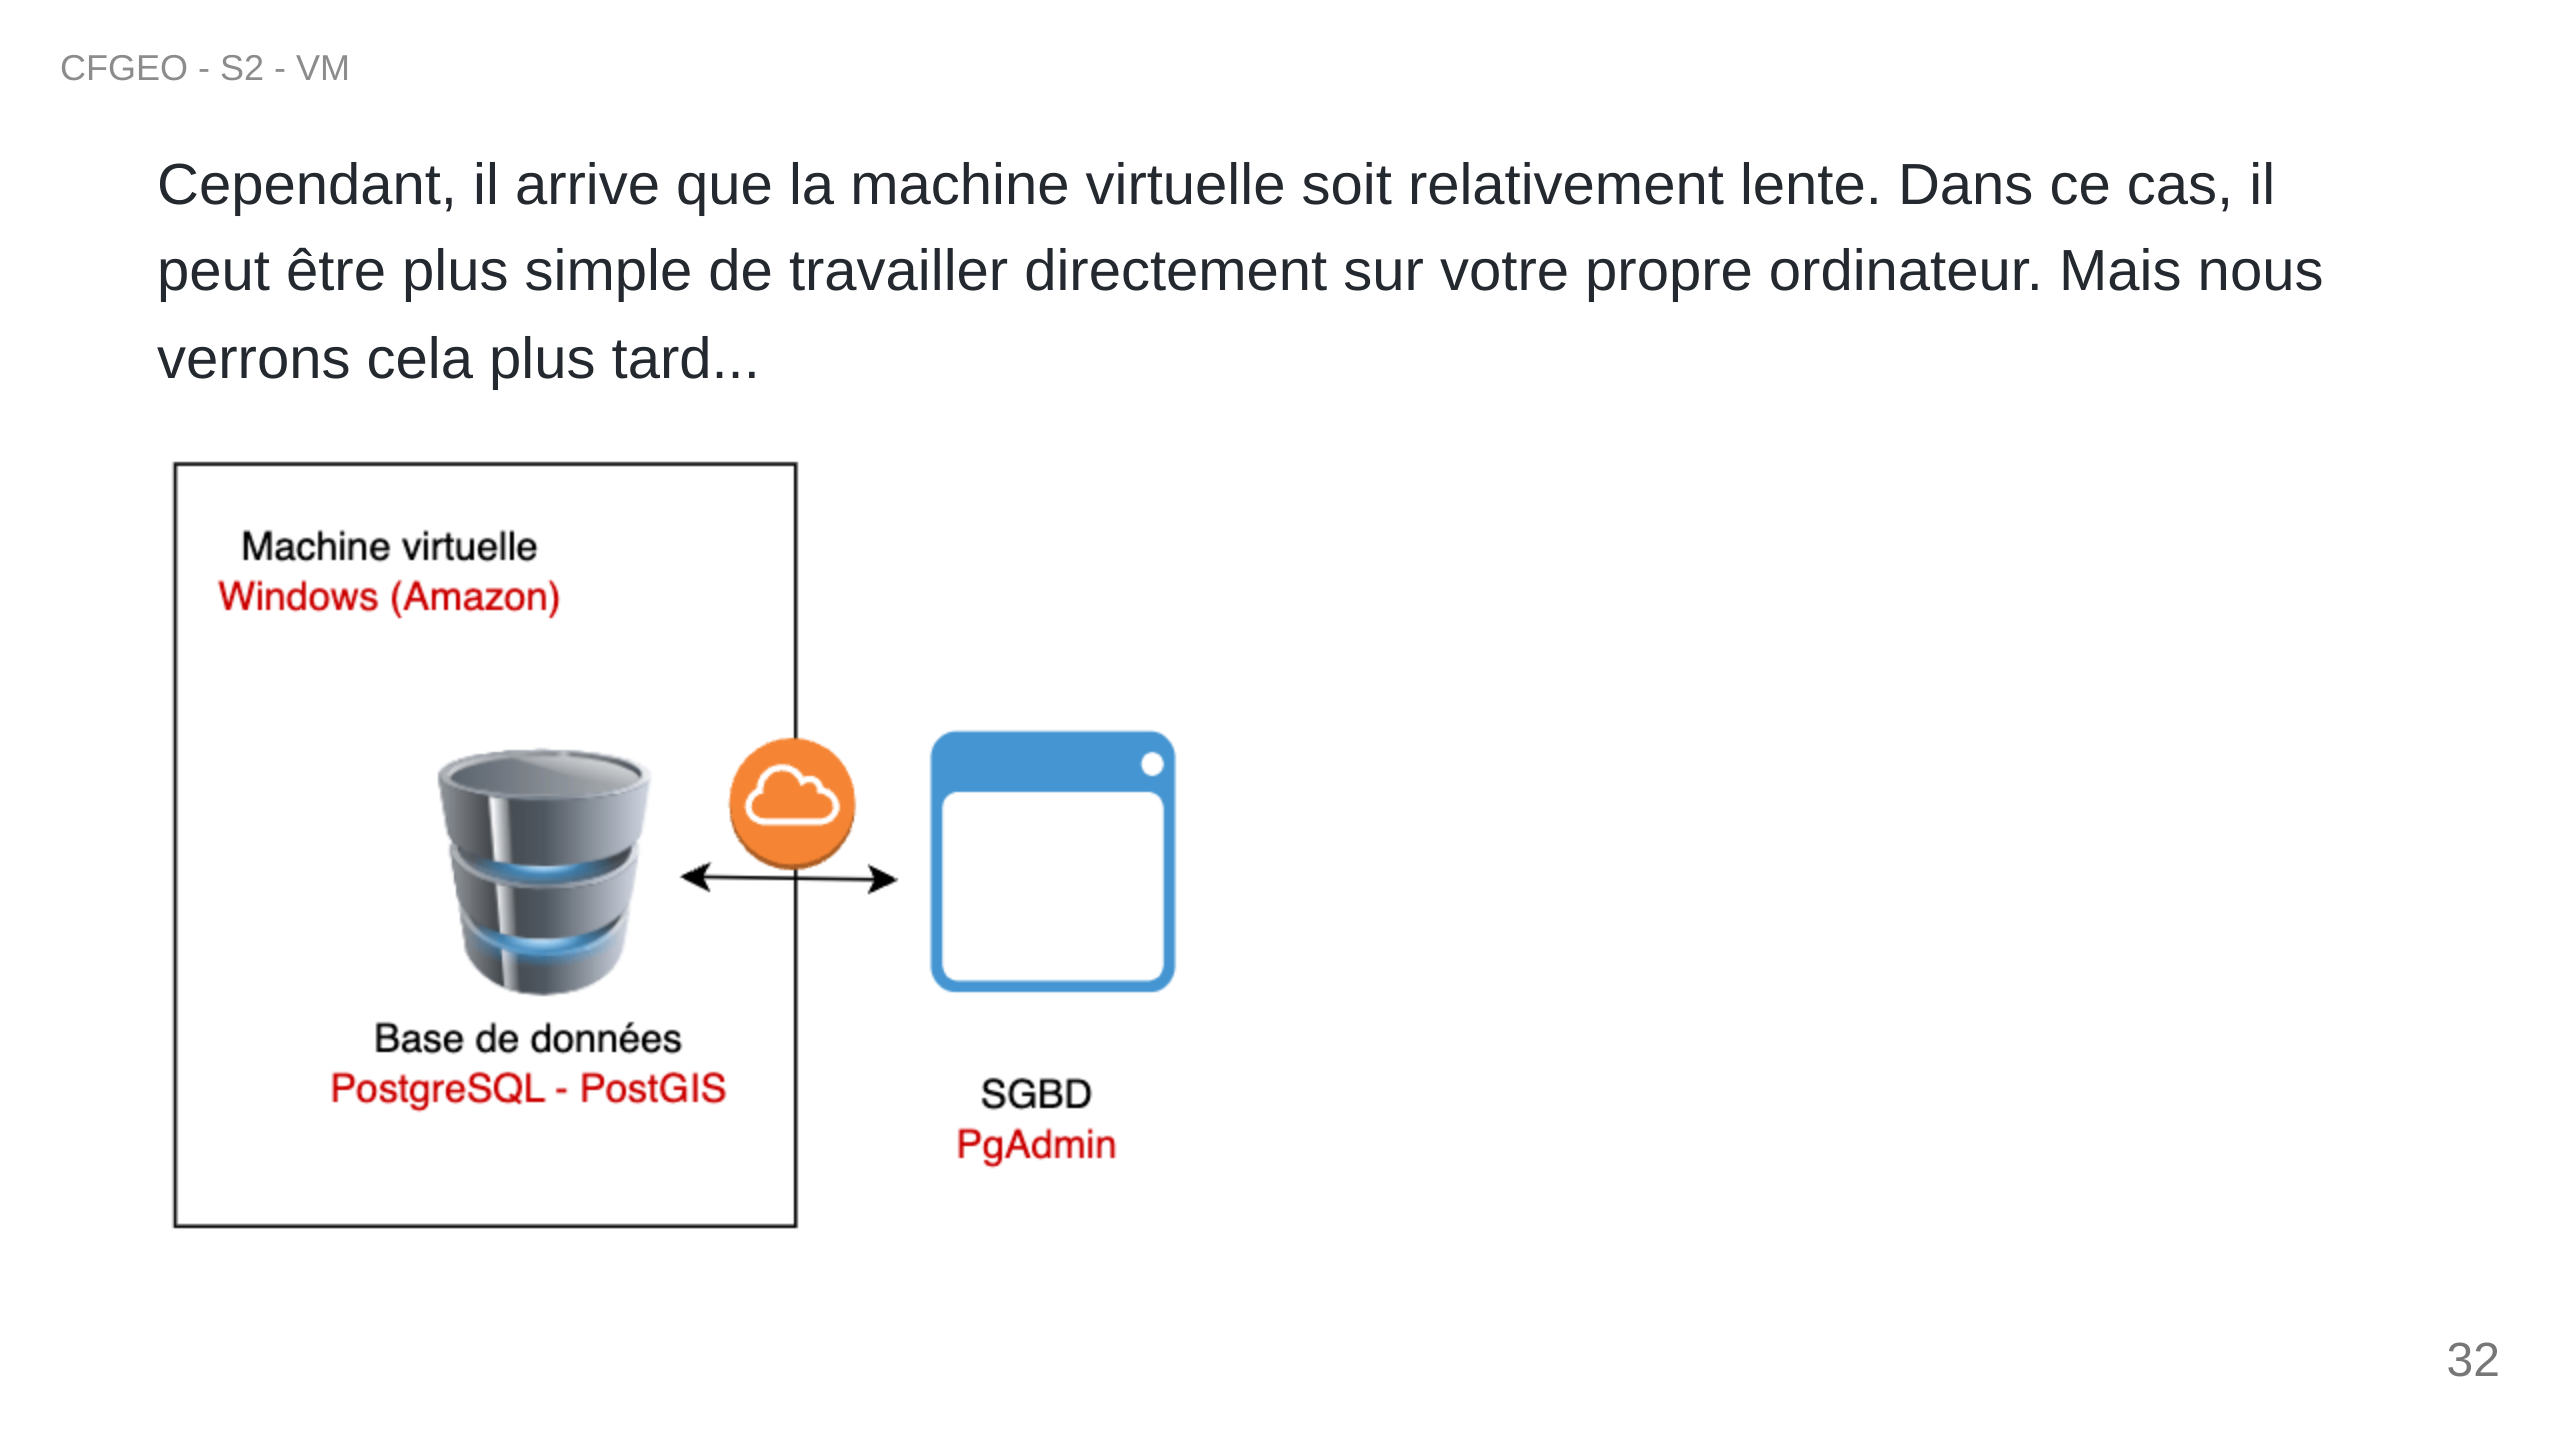 CFGEO - S2 - VM
Cependant, il arrive que la machine virtuelle soit relativement lente. Dans ce cas, il
peut être plus simple de travailler directement sur votre propre ordinateur. Mais nous
verrons cela plus tard...
Machine virtuelle
Windows (Amazon)
Base de données
PostgreSQL - PostGIS
SGBD
PgAdmin
32